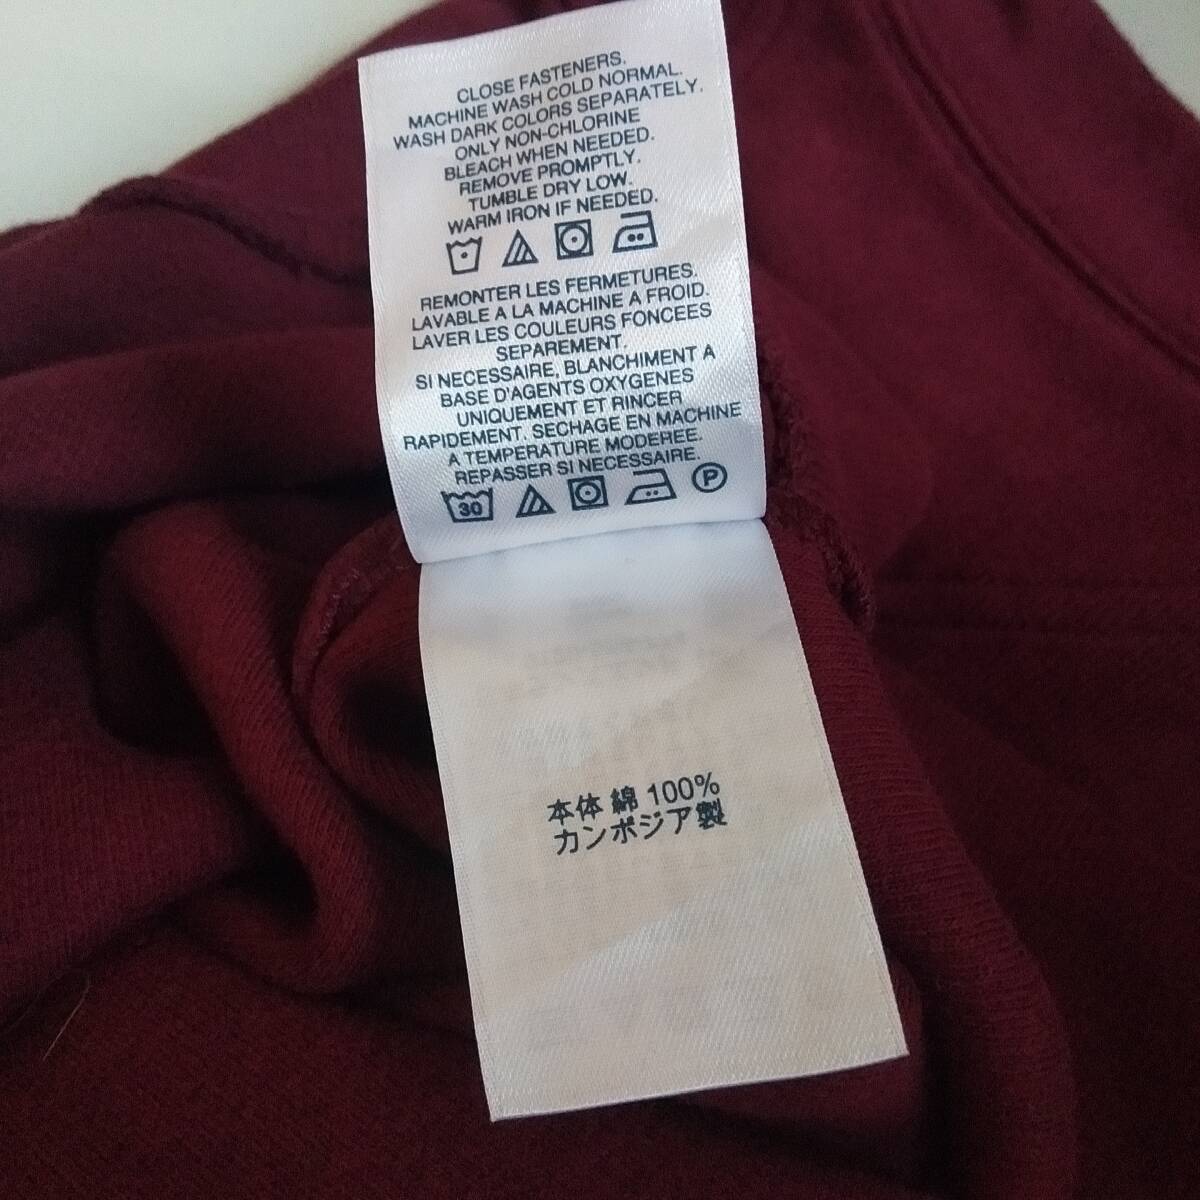 CLOSE FASTENERS.
MACHINE WASH COLD NORMAL.
WASH DARK COLORS SEPARATELY.
ONLY NON-CHLORINE
BLEACH WHEN NEEDED.
REMOVE PROMPTLY.
TUMBLE DRY LOW.
WARM IRON IF NEEDED.
REMONTER LES FERMETURES.
LAVABLE A LA MACHINE A FROID.
LAVER LES COULEURS FONCEES
SEPAREMENT.
SI NECESSAIRE, BLANCHIMENT A
BASE D'AGENTS OXYGENES
UNIQUEMENT ET RINCER
RAPIDEMENT. SECHAGE EN MACHINE
A TEMPERATURE MODEREE.
REPASSER SI NECESSAIRE.
30 P
本体 綿 100%
カンボジア製